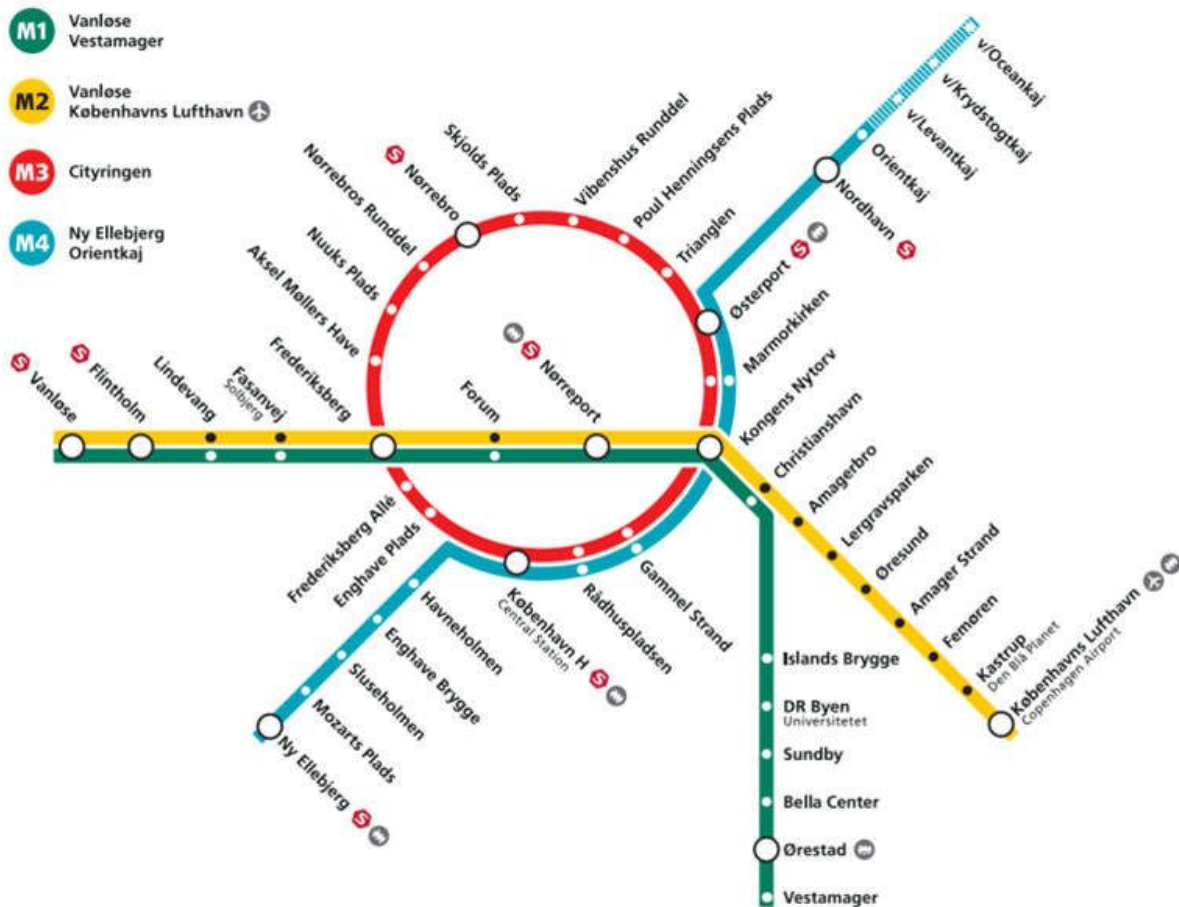 M1
Vanløse
Vestamager
M2
Vanløse
Københavns Lufthavn
M3
Cityringen
M4
Ny Ellebjerg
Orientkaj
S
Vanløse
S
Flintholm
Lindevang
Fasanvej
Solbjerg
Frederiksberg
Aksel Møllers Have
Nuuks Plads
Nørrebros Runddel
S
Nørrebro
Skjolds Plads
Vibenshus Runddel
Poul Henningsens Plads
Trianglen
Østerport
S
Nordhavn
S
Orientkaj
v/Levantkaj
v/Krydstogtkaj
v/Oceankaj
Marmorkirken
Forum
S
Nørreport
Kongens Nytorv
Christianshavn
Amagerbro
Lergravsparken
Øresund
Amager Strand
Femøren
Kastrup
Den Blå Planet
Københavns Lufthavn
Copenhagen Airport
Frederiksberg Allé
Enghave Plads
København H
Central Station
S
Rådhuspladsen
Gammel Strand
Havneholmen
Enghave Brygge
Sluseholmen
Mozarts Plads
Ny Ellebjerg
S
Islands Brygge
DR Byen
Universitetet
Sundby
Bella Center
Ørestad
Vestamager